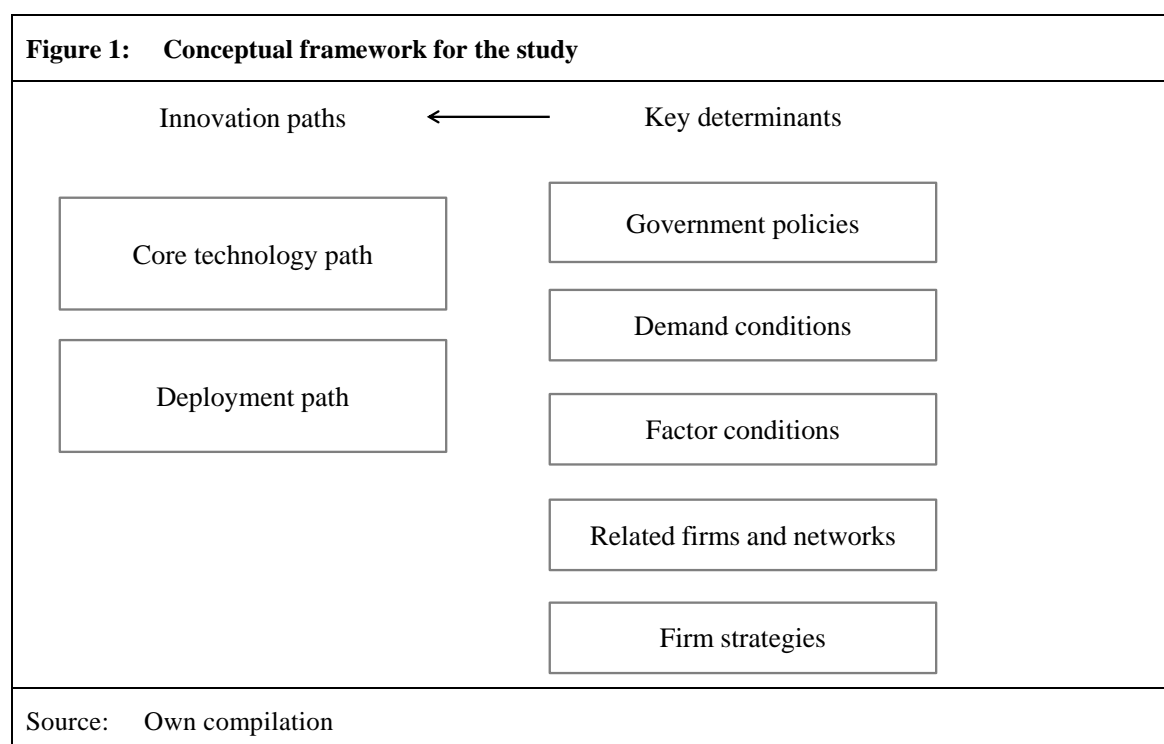 Figure 1: Conceptual framework for the study
Innovation paths
Key determinants
Core technology path
Deployment path
Government policies
Demand conditions
Factor conditions
Related firms and networks
Firm strategies
Source: Own compilation